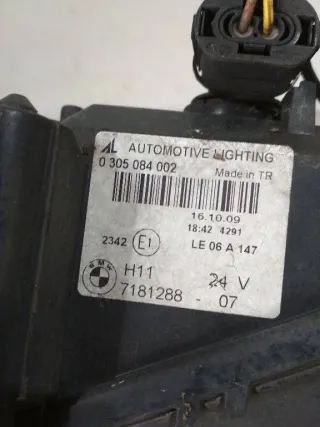 AL AUTOMOTIVE LIGHTING
0 305 084 002 Made in TR
16.10.09
18:42 4291
2342 E1 LE 06 A 147
BMW H11 24 V
7181288 - 07